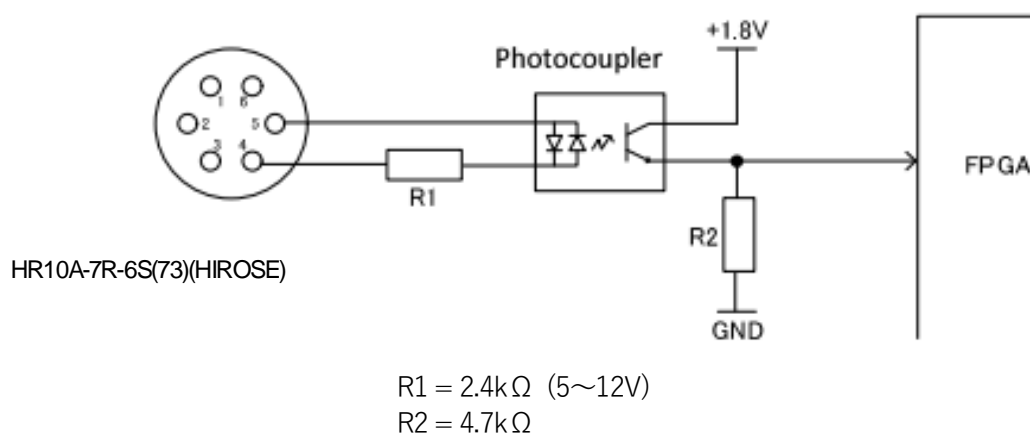 +1.8V
Photocoupler
1 6
2 5
3 4
R1
FPGA
R2
HR10A-7R-6S(73)(HIROSE)
GND
R1 = 2.4kΩ (5～12V)
R2 = 4.7kΩ